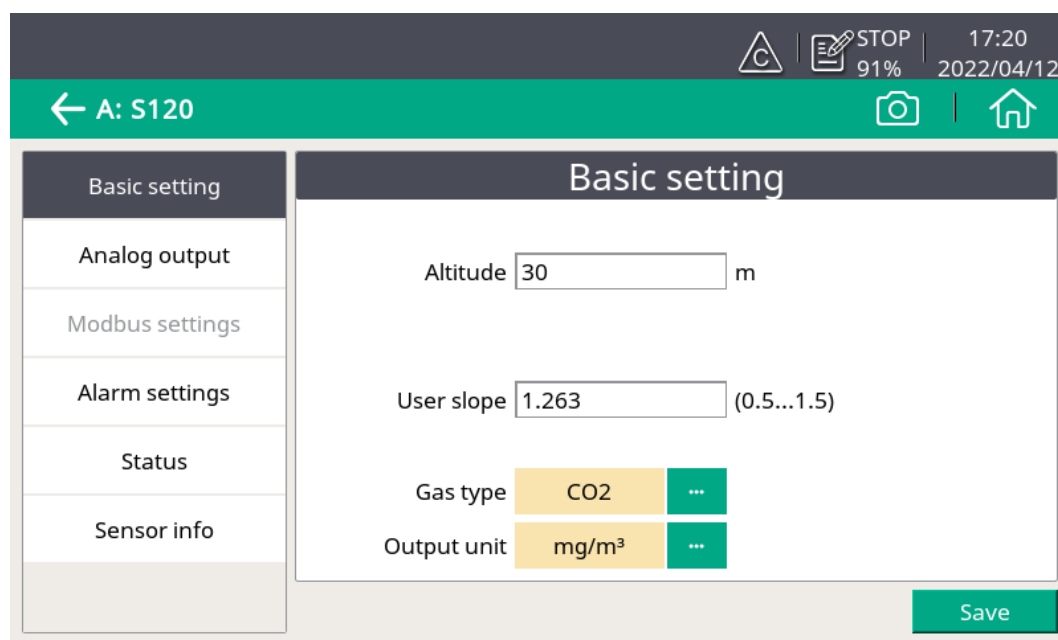 C
STOP
91%
17:20
2022/04/12
A: S120
Basic setting
Analog output
Modbus settings
Alarm settings
Status
Sensor info
Basic setting
Altitude 30 m
User slope 1.263 (0.5...1.5)
Gas type CO2 ...
Output unit mg/m³ ...
Save